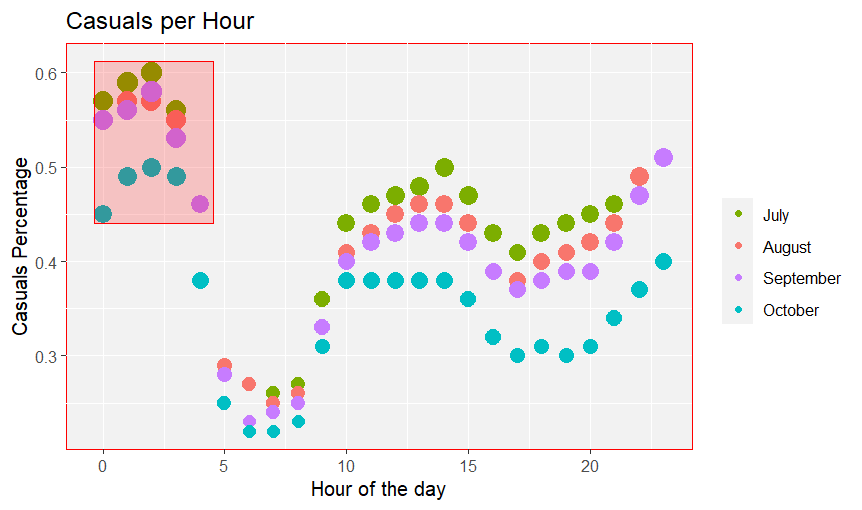 Casuals per Hour
Casuals Percentage
0.6
0.5
0.4
0.3
0 5 10 15 20
Hour of the day
July
August
September
October